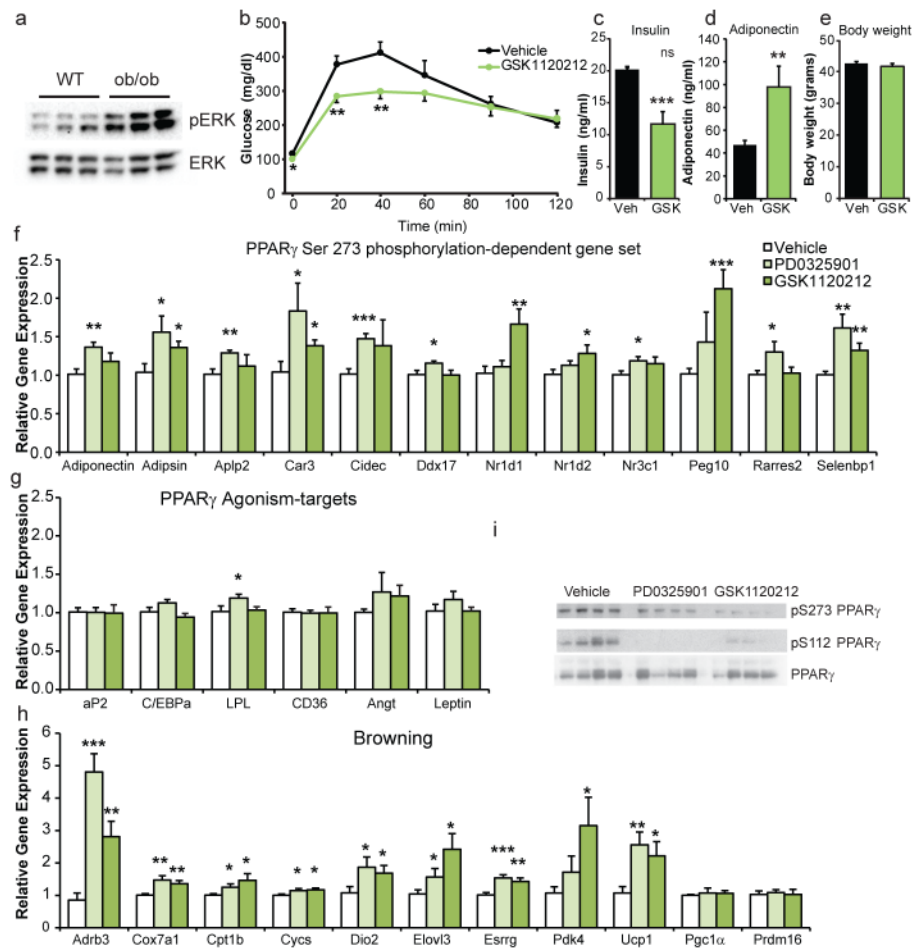 a
WT ob/ob
pERK
ERK
b
Glucose (mg/dl)
500
400
300
200
100
0
Vehicle
GSK1120212
*
**
**
0 20 40 60 80 100 120
Time (min)
c
Insulin
ns
Insulin (ng/ml)
25
20
15
10
5
0
***
Veh GSK
d
Adiponectin
Adiponectin (ng/ml)
140
120
100
80
60
40
20
0
**
Veh GSK
e
Body weight
Body weight (grams)
50
40
30
20
10
0
Veh GSK
f
PPARγ Ser 273 phosphorylation-dependent gene set
Vehicle
PD0325901
GSK1120212
Relative Gene Expression
2.5
2.0
1.5
1.0
0.5
0.0
** * * ** * * *** * ** * * *** * ** **
Adiponectin Adipsin Aplp2 Car3 Cidec Ddx17 Nr1d1 Nr1d2 Nr3c1 Peg10 Rarres2 Selenbp1
g
PPARγ Agonism-targets
Relative Gene Expression
2.5
2.0
1.5
1.0
0.5
0.0
*
aP2 C/EBPa LPL CD36 Angt Leptin
i
Vehicle PD0325901 GSK1120212
pS273 PPARγ
pS112 PPARγ
PPARγ
h
Browning
Relative Gene Expression
6
5
4
3
2
1
0
*** ** ** ** * * * * * * * * *** ** * ** *
Adrb3 Cox7a1 Cpt1b Cycs Dio2 Elovl3 Esrrg Pdk4 Ucp1 Pgc1α Prdm16